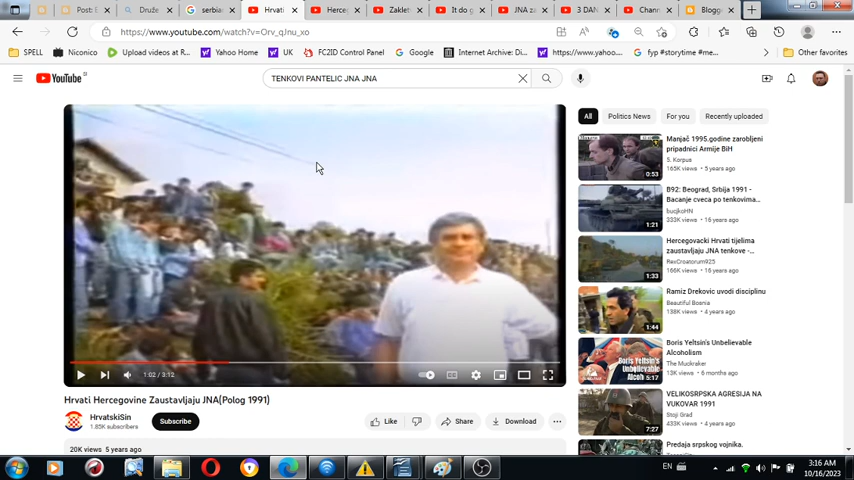 Post: E
Druže
serbia
Hrvati
Herce
Zaklet
It do g
JNA z
3 DAN
Chann
Blogg
https://www.youtube.com/watch?v=Orv_qJnu_xo
SPELL
Niconico
Upload videos at R...
Yahoo Home
UK
FC2ID Control Panel
Google
Internet Archive: Di...
https://www.yahoo....
fyp #storytime #me...
Other favorites
YouTube
TENKOVI PANTELIC JNA JNA
All
Politics News
For you
Recently uploaded
Manjač 1995.godine zarobljeni
pripadnici Armije BiH
5. Korpus
165K views • 5 years ago
0:53
B92: Beograd, Srbija 1991 -
Bacanje cveca po tenkovima...
bucjkoHN
333K views • 16 years ago
1:21
Hercegovacki Hrvati tijelima
zaustavljaju JNA tenkove -...
RexCroatorum925
166K views • 16 years ago
1:33
Ramiz Drekovic uvodi disciplinu
Beautiful Bosnia
138K views • 4 years ago
1:44
Boris Yeltsin's Unbelievable
Alcoholism
The Muckraker
13K views • 6 months ago
5:17
VELIKOSRPSKA AGRESIJA NA
VUKOVAR 1991
Stoji Grad
433K views • 4 years ago
7:27
Predaja srpskog vojnika.
1:02 / 3:12
Hrvati Hercegovine Zaustavljaju JNA(Polog 1991)
HrvatskiSin
1.85K subscribers
Subscribe
Like
Share
Download
20K views 5 years ago
EN
3:16 AM
10/16/2023